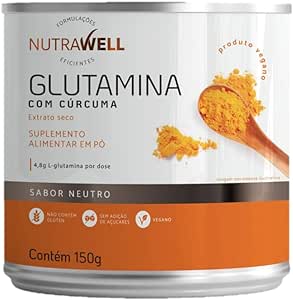 FORMULAÇÕES
NUTRAWELL
EFICIENTES
produto vegano
GLUTAMINA
COM CÚRCUMA
Extrato seco
SUPLEMENTO
ALIMENTAR EM PÓ
4,8g L-glutamina por dose
SABOR NEUTRO
NÃO CONTÉM
GLÚTEN
SEM ADIÇÃO
DE AÇÚCARES
VEGANO
Contém 150g